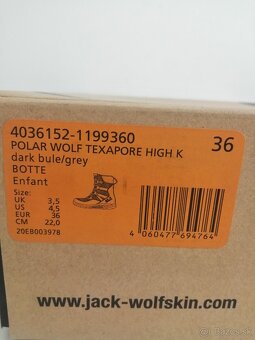 4036152-1199360
POLAR WOLF TEXAPORE HIGH K 36
dark bule/grey
BOTTE
Enfant
Size:
UK 3,5
US 4,5
EUR 36
CM 22,0
20EB003978
4 060477 694764
www.jack-wolfskin.com